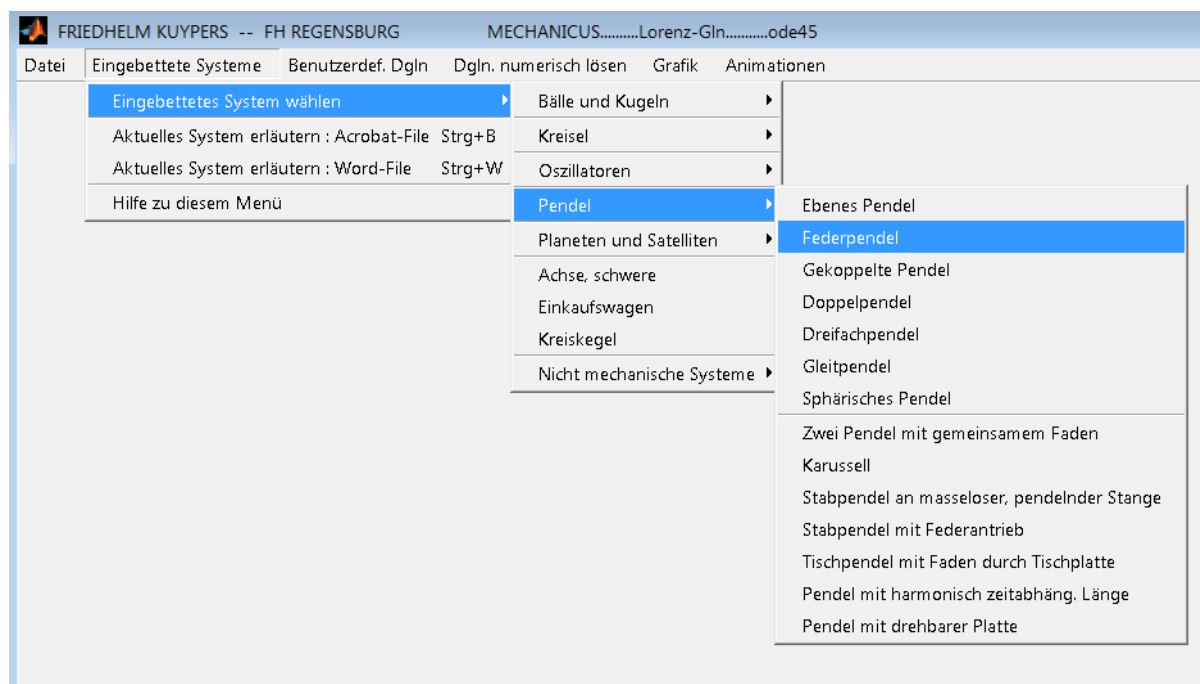 FRIEDHELM KUYPERS -- FH REGENSBURG MECHANICUS..........Lorenz-Gln...........ode45
Datei Eingebettete Systeme Benutzerdef. Dgln Dgln. numerisch lösen Grafik Animationen
Eingebettetes System wählen
Aktuelles System erläutern : Acrobat-File Strg+B
Aktuelles System erläutern : Word-File Strg+W
Hilfe zu diesem Menü
Bälle und Kugeln
Kreisel
Oszillatoren
Pendel
Planeten und Satelliten
Achse, schwere
Einkaufswagen
Kreiskegel
Nicht mechanische Systeme
Ebenes Pendel
Federpendel
Gekoppelte Pendel
Doppelpendel
Dreifachpendel
Gleitpendel
Sphärisches Pendel
Zwei Pendel mit gemeinsamem Faden
Karussell
Stabpendel an masseloser, pendelnder Stange
Stabpendel mit Federantrieb
Tischpendel mit Faden durch Tischplatte
Pendel mit harmonisch zeitabhäng. Länge
Pendel mit drehbarer Platte